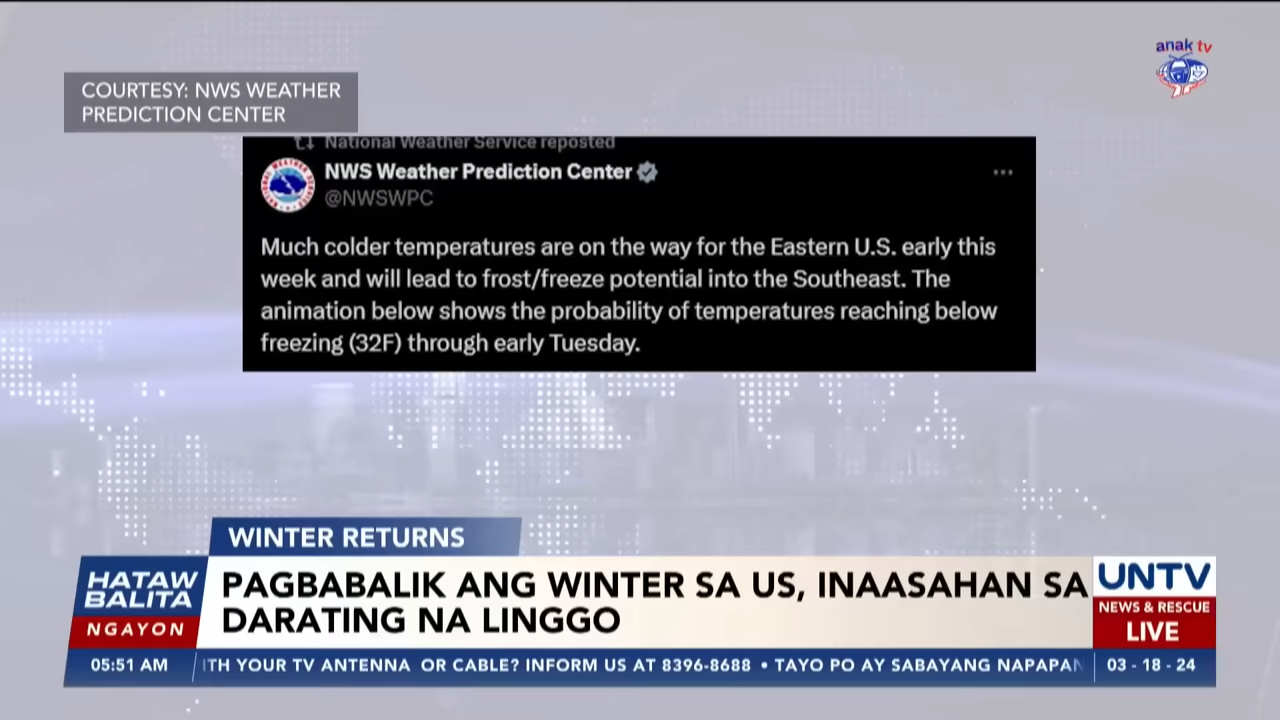 anak tv
COURTESY: NWS WEATHER
PREDICTION CENTER
National Weather Service reposted
NWS Weather Prediction Center
@NWSWPC
Much colder temperatures are on the way for the Eastern U.S. early this
week and will lead to frost/freeze potential into the Southeast. The
animation below shows the probability of temperatures reaching below
freezing (32F) through early Tuesday.
WINTER RETURNS
HATAW
BALITA
NGAYON
PAGBABALIK ANG WINTER SA US, INAASAHAN SA
DARATING NA LINGGO
UNTV
NEWS & RESCUE
LIVE
05:51 AM
ITH YOUR TV ANTENNA OR CABLE? INFORM US AT 8396-8688 • TAYO PO AY SABAYANG NAPAPAN
03 - 18 - 24